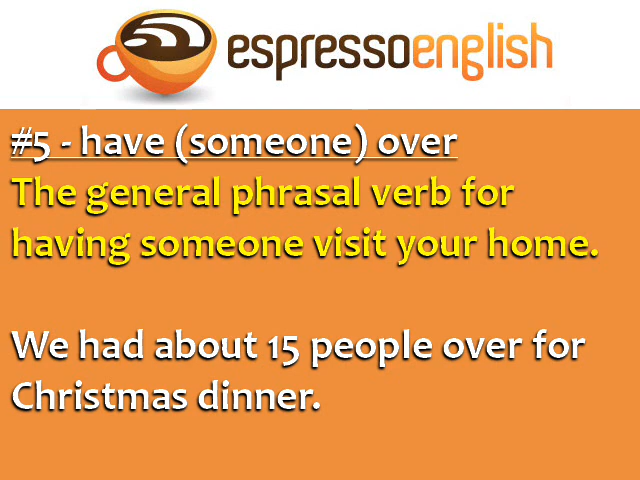 espressoenglish
#5 - have (someone) over
The general phrasal verb for
having someone visit your home.
We had about 15 people over for
Christmas dinner.